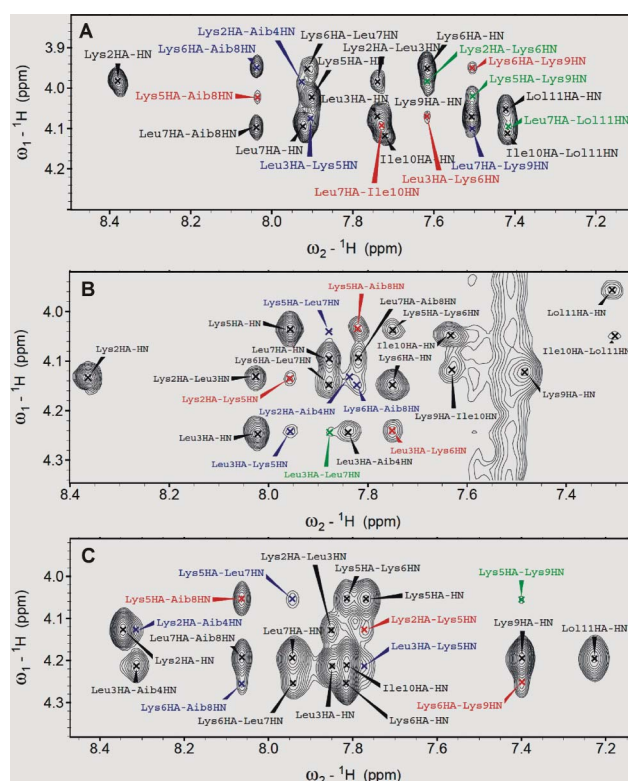 A
Lys2HA-HN
Lys6HA-Aib8HN
Lys2HA-Aib4HN
Lys6HA-Leu7HN
Lys5HA-HN
Lys2HA-Leu3HN
Lys6HA-HN
Lys2HA-Lys6HN
Lys6HA-Lys9HN
Lys5HA-Lys9HN
Lys5HA-Aib8HN
Leu3HA-HN
Lys9HA-HN
Lol11HA-HN
Leu7HA-Lol11HN
Leu7HA-Aib8HN
Leu7HA-HN
Leu3HA-Lys5HN
Ile10HA-HN
Leu7HA-Ile10HN
Leu3HA-Lys6HN
Leu7HA-Lys9HN
Ile10HA-Lol11HN
3.9
4.0
4.1
4.2
ω1 - 1H (ppm)
8.4 8.2 8.0 7.8 7.6 7.4 7.2
ω2 - 1H (ppm)
B
Lys5HA-Aib8HN
Lys5HA-Leu7HN
Leu7HA-Aib8HN
Lys5HA-Lys6HN
Lol11HA-HN
Lys5HA-HN
Ile10HA-HN
Lys2HA-HN
Leu7HA-HN
Lys6HA-HN
Ile10HA-Lol11HN
Lys6HA-Leu7HN
Lys2HA-Leu3HN
Lys2HA-Lys5HN
Lys2HA-Aib4HN
Lys6HA-Aib8HN
Lys9HA-HN
Lys9HA-Ile10HN
Leu3HA-HN
Leu3HA-Lys5HN
Leu3HA-Aib4HN
Leu3HA-Lys6HN
Leu3HA-Leu7HN
4.0
4.1
4.2
4.3
ω1 - 1H (ppm)
8.4 8.2 8.0 7.8 7.6 7.4
ω2 - 1H (ppm)
C
Lys2HA-Leu3HN
Lys5HA-Lys6HN
Lys5HA-Leu7HN
Lys5HA-HN
Lys5HA-Lys9HN
Lys5HA-Aib8HN
Lys2HA-Aib4HN
Lys2HA-Lys5HN
Lys9HA-HN
Lol11HA-HN
Leu7HA-Aib8HN
Leu7HA-HN
Leu3HA-Lys5HN
Lys2HA-HN
Leu3HA-Aib4HN
Lys6HA-Aib8HN
Ile10HA-HN
Lys6HA-Lys9HN
Lys6HA-Leu7HN
Leu3HA-HN
Lys6HA-HN
4.0
4.1
4.2
4.3
ω1 - 1H (ppm)
8.4 8.2 8.0 7.8 7.6 7.4 7.2
ω2 - 1H (ppm)